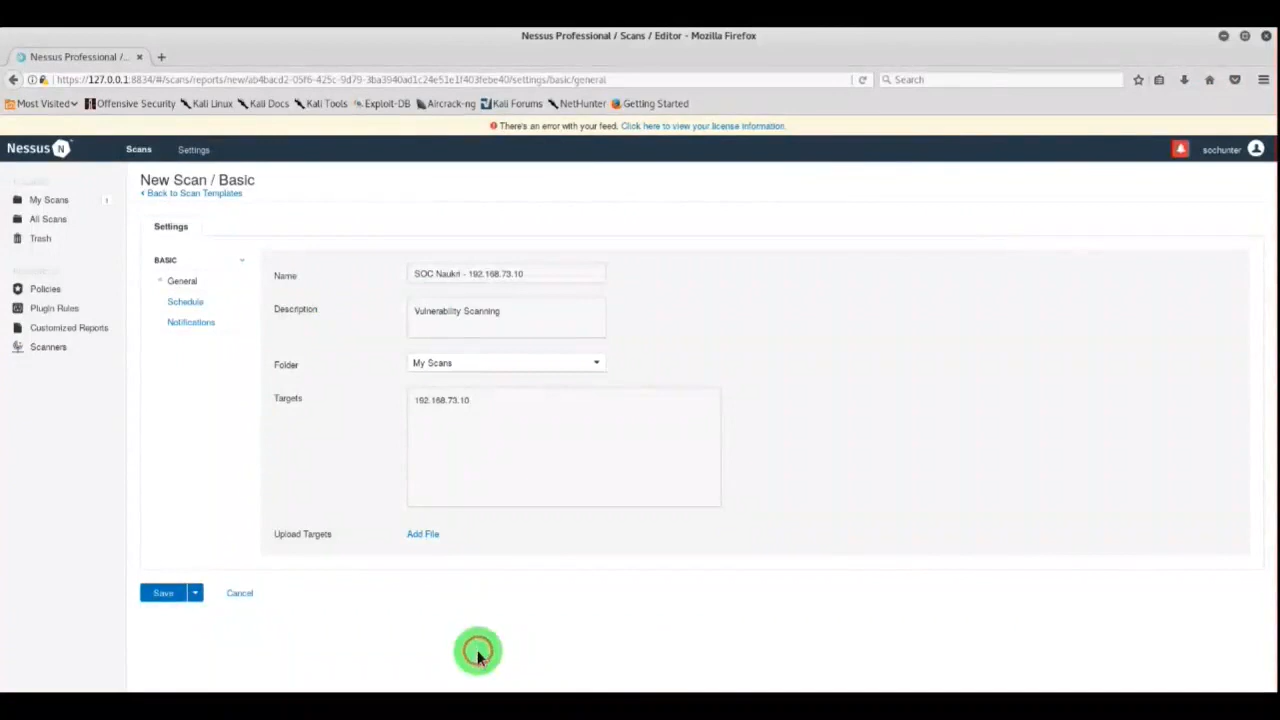 Nessus Professional / Scans / Editor - Mozilla Firefox
Nessus Professional /...
https://127.0.0.1:8834/#/scans/reports/new/ab4bacd2-05f6-425c-9d79-3ba3940ad1c24e51e1f403febe40/settings/basic/general
Search
Most Visited Offensive Security Kali Linux Kali Docs Kali Tools Exploit-DB Aircrack-ng Kali Forums NetHunter Getting Started
There's an error with your feed. Click here to view your license information.
Nessus N Scans Settings sochunter
New Scan / Basic
Back to Scan Templates
My Scans 1
All Scans
Trash
Policies
Plugin Rules
Customized Reports
Scanners
Settings
BASIC
General
Schedule
Notifications
Name SOC Naukri - 192.168.73.10
Description Vulnerability Scanning
Folder My Scans
Targets 192.168.73.10
Upload Targets Add File
Save Cancel